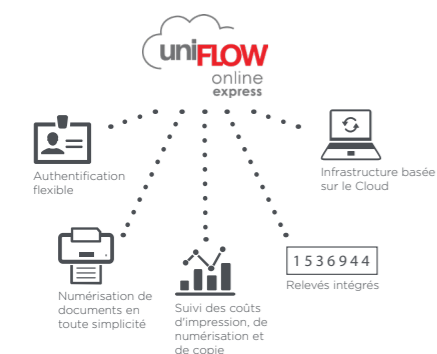 uniFLOW
online
express
Authentification
flexible
Infrastructure basée
sur le Cloud
Numérisation de
documents en
toute simplicité
Suivi des coûts
d'impression, de
numérisation et
de copie
1536944
Relevés intégrés